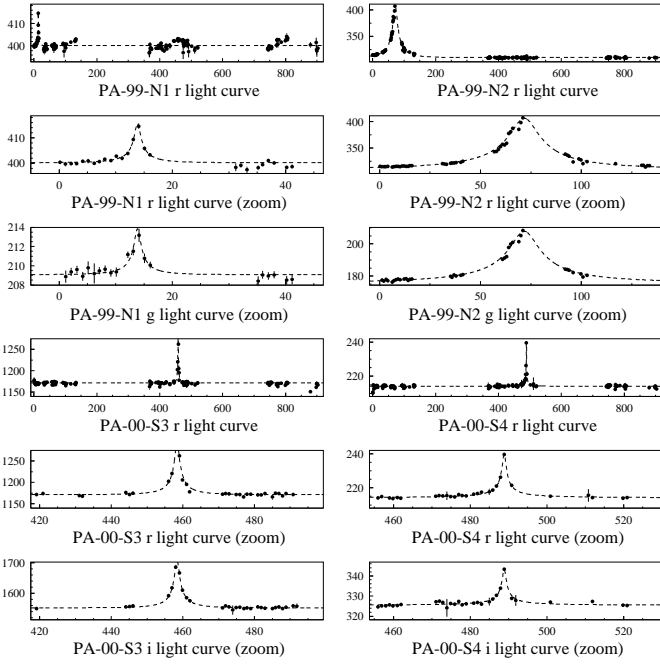 410
400
0 200 400 600 800
PA-99-N1 r light curve
400
350
0 200 400 600 800
PA-99-N2 r light curve
410
400
0 20 40
PA-99-N1 r light curve (zoom)
400
350
0 50 100
PA-99-N2 r light curve (zoom)
214
212
210
208
0 20 40
PA-99-N1 g light curve (zoom)
200
180
0 50 100
PA-99-N2 g light curve (zoom)
1250
1200
1150
0 200 400 600 800
PA-00-S3 r light curve
240
220
0 200 400 600 800
PA-00-S4 r light curve
1250
1200
1150
420 440 460 480
PA-00-S3 r light curve (zoom)
240
220
460 480 500 520
PA-00-S4 r light curve (zoom)
1700
1600
420 440 460 480
PA-00-S3 i light curve (zoom)
340
330
320
460 480 500 520
PA-00-S4 i light curve (zoom)